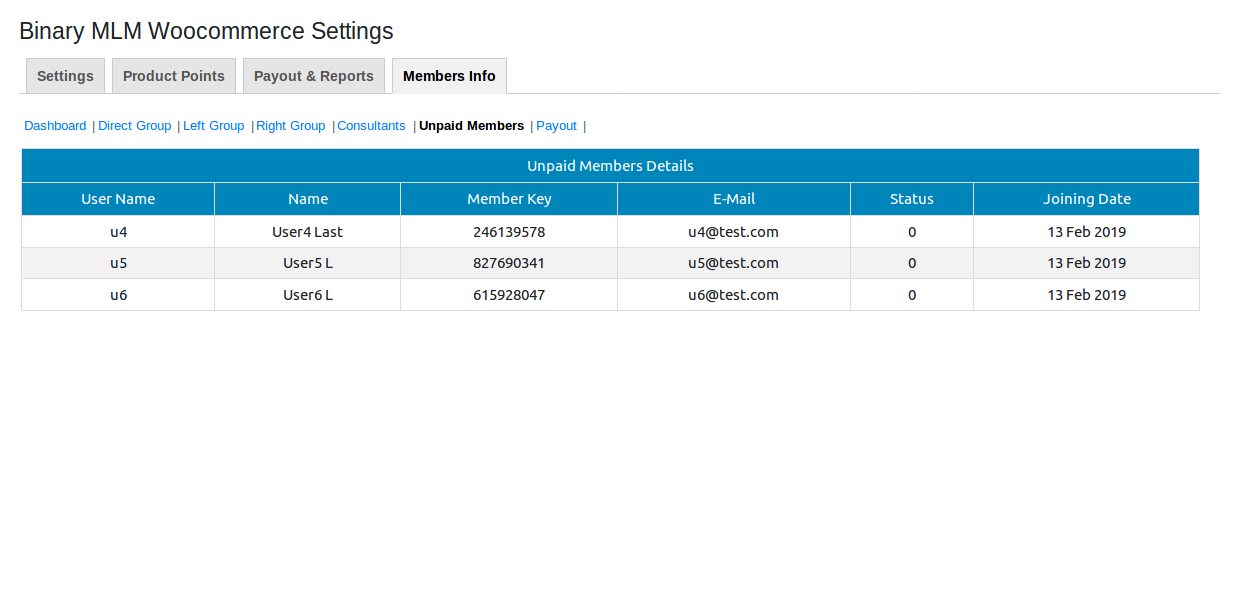 Binary MLM Woocommerce Settings
Settings Product Points Payout & Reports Members Info
Dashboard | Direct Group | Left Group | Right Group | Consultants | Unpaid Members | Payout |
Unpaid Members Details
User Name Name Member Key E-Mail Status Joining Date
u4 User4 Last 246139578 u4@test.com 0 13 Feb 2019
u5 User5 L 827690341 u5@test.com 0 13 Feb 2019
u6 User6 L 615928047 u6@test.com 0 13 Feb 2019